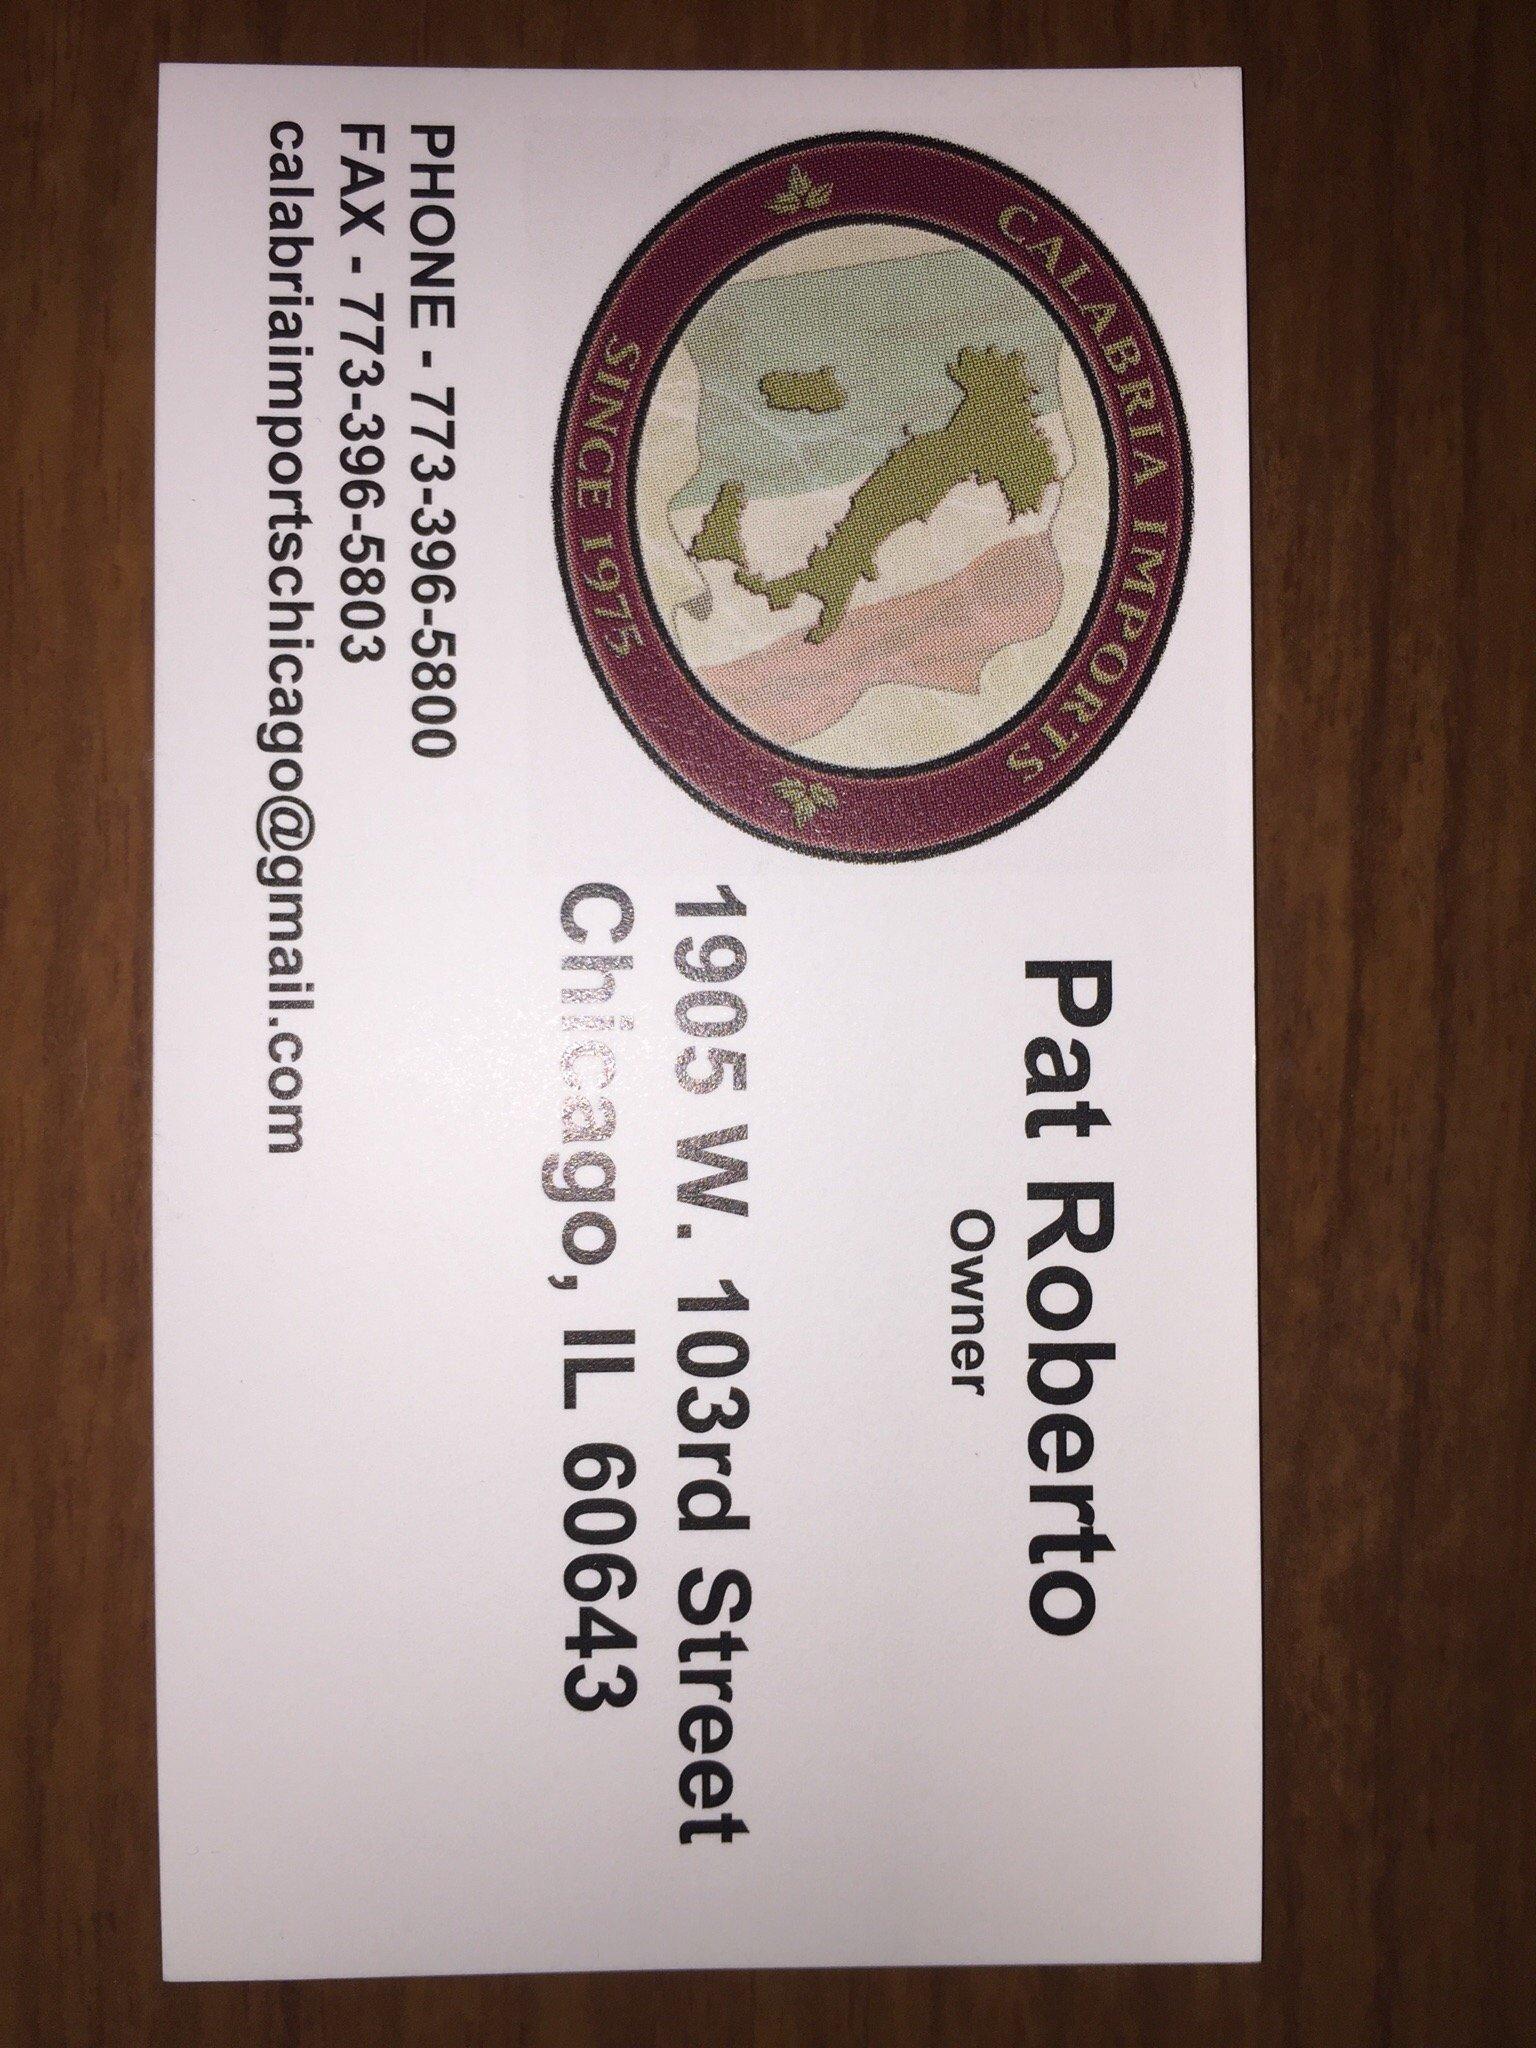 CALABRIA IMPORTS
SINCE 1975
Pat Roberto
Owner
1905 W. 103rd Street
Chicago, IL 60643
PHONE - 773-396-5800
FAX - 773-396-5803
calabriaimportschicago@gmail.com